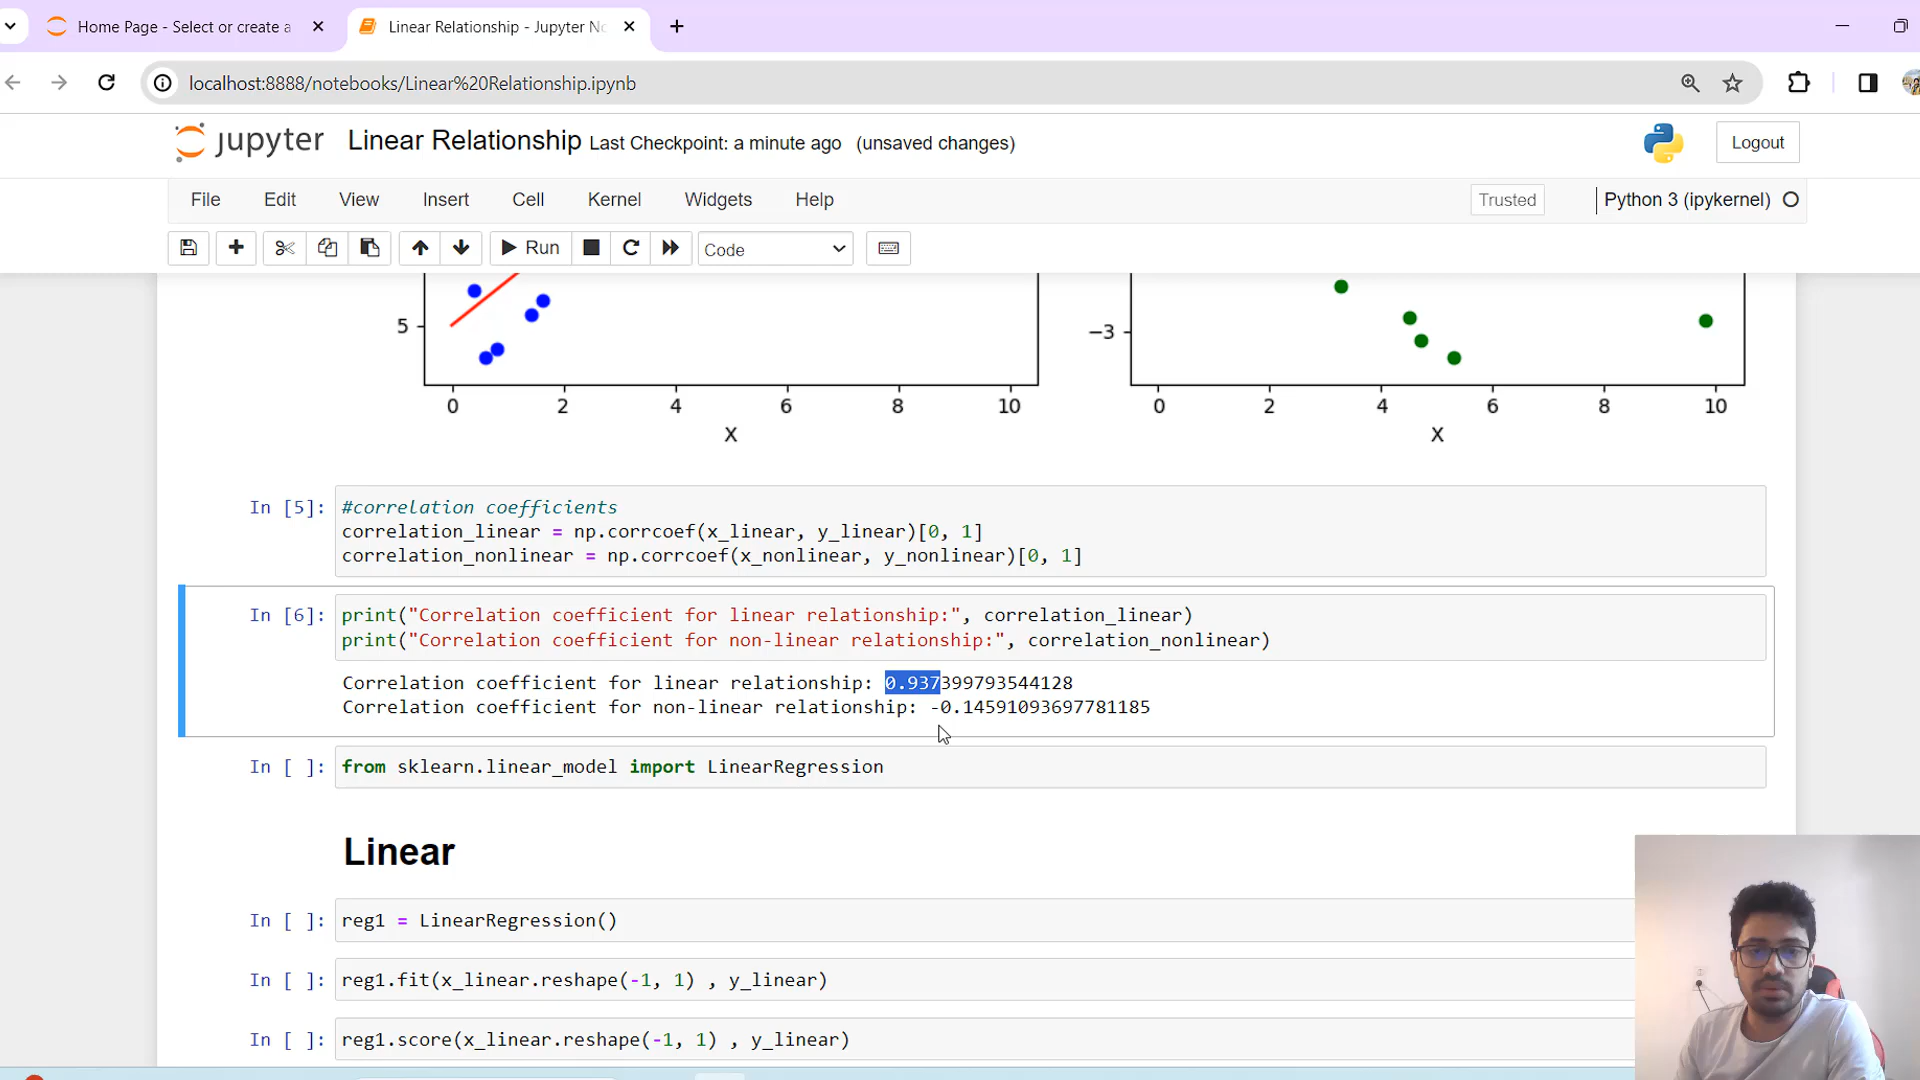 Home Page - Select or create a
Linear Relationship - Jupyter No
localhost:8888/notebooks/Linear%20Relationship.ipynb
jupyter Linear Relationship Last Checkpoint: a minute ago (unsaved changes)
Logout
File Edit View Insert Cell Kernel Widgets Help
Trusted
Python 3 (ipykernel)
Run
Code
5
-3
0 2 4 6 8 10
0 2 4 6 8 10
X
X
In [5]: #correlation coefficients
correlation_linear = np.corrcoef(x_linear, y_linear)[0, 1]
correlation_nonlinear = np.corrcoef(x_nonlinear, y_nonlinear)[0, 1]
In [6]: print("Correlation coefficient for linear relationship:", correlation_linear)
print("Correlation coefficient for non-linear relationship:", correlation_nonlinear)
Correlation coefficient for linear relationship: 0.937399793544128
Correlation coefficient for non-linear relationship: -0.14591093697781185
In [ ]: from sklearn.linear_model import LinearRegression
Linear
In [ ]: reg1 = LinearRegression()
In [ ]: reg1.fit(x_linear.reshape(-1, 1) , y_linear)
In [ ]: reg1.score(x_linear.reshape(-1, 1) , y_linear)